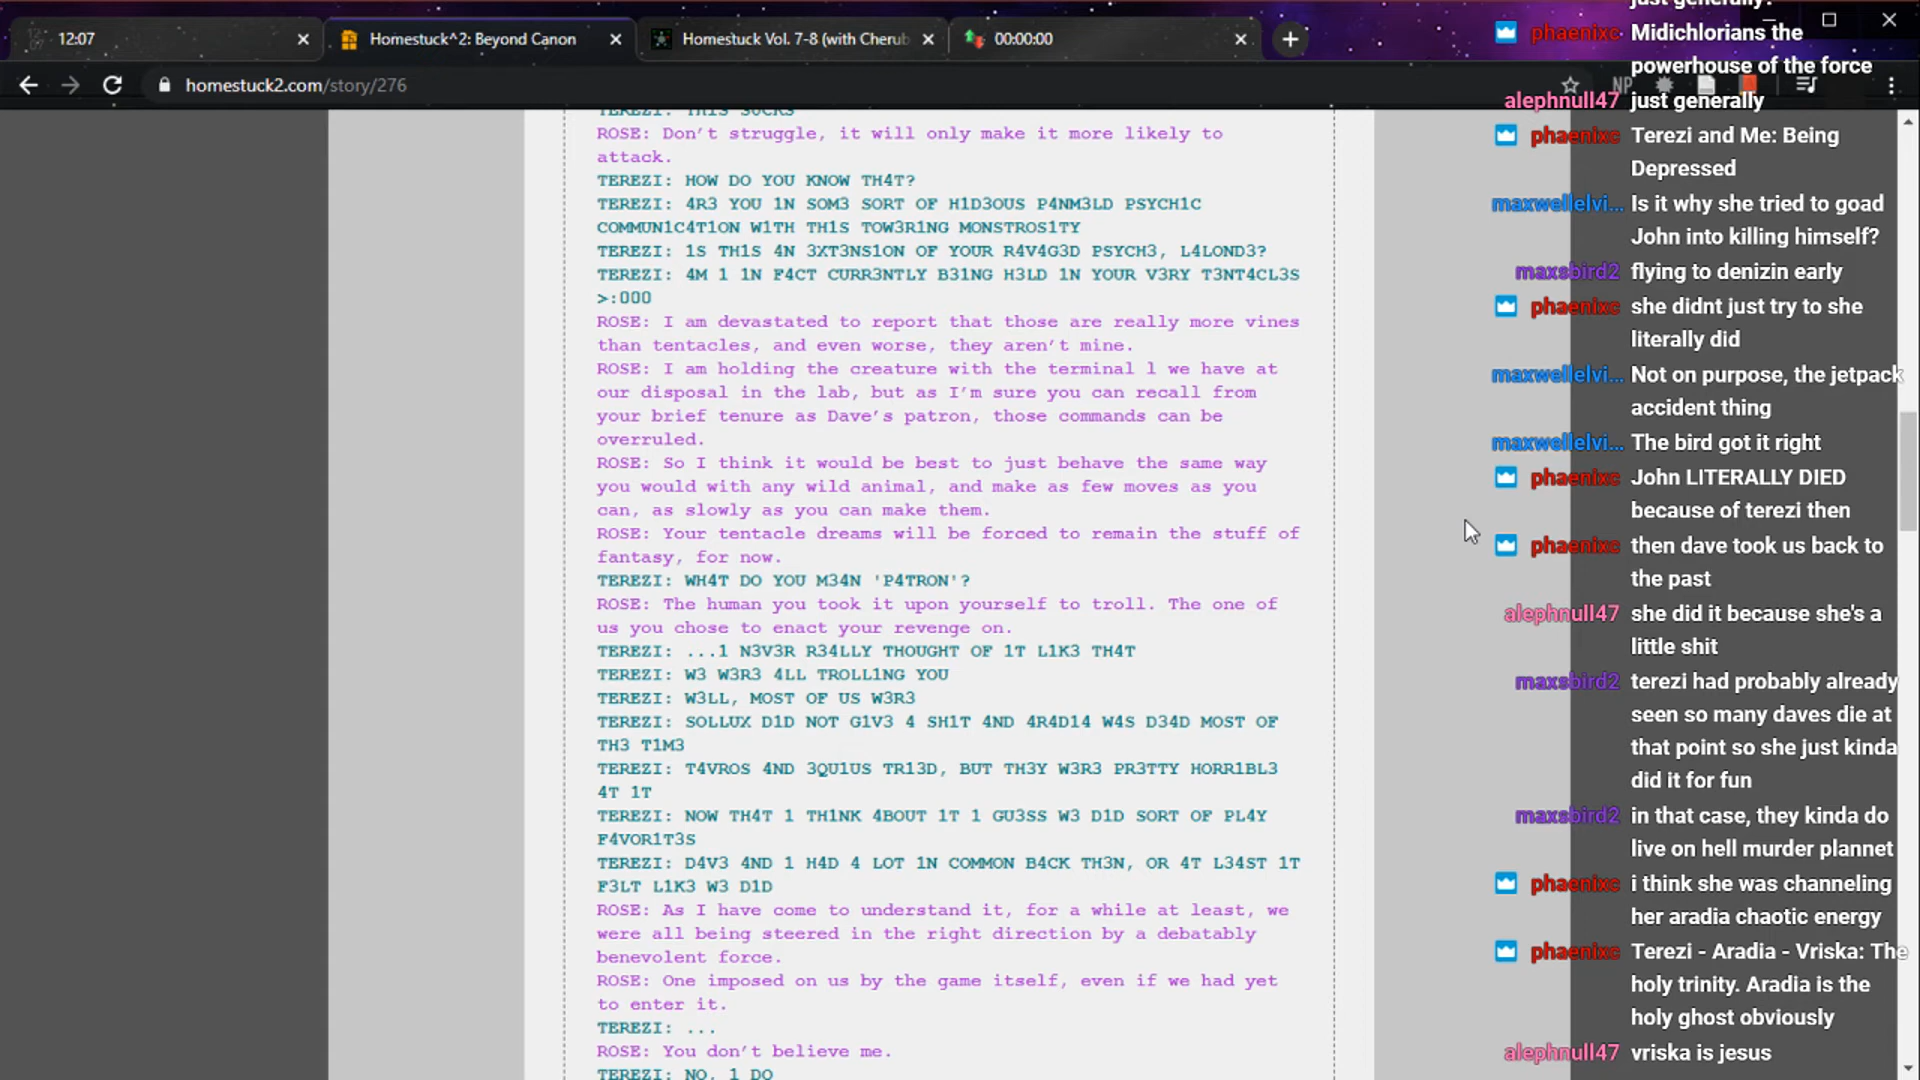 12:07
Homestuck^2: Beyond Canon
Homestuck Vol. 7-8 (with Cherub
00:00:00
homestuck2.com/story/276
NP
TEREZI: TH1S SUCKS
ROSE: Don't struggle, it will only make it more likely to
attack.
TEREZI: HOW DO YOU KNOW TH4T?
TEREZI: 4R3 YOU 1N SOM3 SORT OF H1D3OUS P4NM3LD PSYCH1C
COMMUN1C4T1ON W1TH TH1S TOW3R1NG MONSTROS1TY
TEREZI: 1S TH1S 4N 3XT3NS1ON OF YOUR R4V4G3D PSYCH3, L4LOND3?
TEREZI: 4M 1 1N F4CT CURR3NTLY B31NG H3LD 1N YOUR V3RY T3NT4CL3S
>:000
ROSE: I am devastated to report that those are really more vines
than tentacles, and even worse, they aren't mine.
ROSE: I am holding the creature with the terminal l we have at
our disposal in the lab, but as I'm sure you can recall from
your brief tenure as Dave's patron, those commands can be
overruled.
ROSE: So I think it would be best to just behave the same way
you would with any wild animal, and make as few moves as you
can, as slowly as you can make them.
ROSE: Your tentacle dreams will be forced to remain the stuff of
fantasy, for now.
TEREZI: WH4T DO YOU M34N 'P4TRON'?
ROSE: The human you took it upon yourself to troll. The one of
us you chose to enact your revenge on.
TEREZI: ...1 N3V3R R34LLY THOUGHT OF 1T L1K3 TH4T
TEREZI: W3 W3R3 4LL TROLL1NG YOU
TEREZI: W3LL, MOST OF US W3R3
TEREZI: SOLLUX D1D NOT G1V3 4 SH1T 4ND 4R4D14 W4S D34D MOST OF
TH3 T1M3
TEREZI: T4VROS 4ND 3QU1US TR13D, BUT TH3Y W3R3 PR3TTY HORR1BL3
4T 1T
TEREZI: NOW TH4T 1 TH1NK 4BOUT 1T 1 GU3SS W3 D1D SORT OF PL4Y
F4VOR1T3S
TEREZI: D4V3 4ND 1 H4D 4 LOT 1N COMMON B4CK TH3N, OR 4T L34ST 1T
F3LT L1K3 W3 D1D
ROSE: As I have come to understand it, for a while at least, we
were all being steered in the right direction by a debatably
benevolent force.
ROSE: One imposed on us by the game itself, even if we had yet
to enter it.
TEREZI: ...
ROSE: You don't believe me.
TEREZI: NO, 1 DO
just generally?
phaenixc Midichlorians the
powerhouse of the force
alephnull47 just generally
phaenixc Terezi and Me: Being
Depressed
maxwellelvi... Is it why she tried to goad
John into killing himself?
maxsbird2 flying to denizin early
phaenixc she didnt just try to she
literally did
maxwellelvi... Not on purpose, the jetpack
accident thing
maxwellelvi... The bird got it right
phaenixc John LITERALLY DIED
because of terezi then
phaenixc then dave took us back to
the past
alephnull47 she did it because she's a
little shit
maxsbird2 terezi had probably already
seen so many daves die at
that point so she just kinda
did it for fun
maxsbird2 in that case, they kinda do
live on hell murder plannet
phaenixc i think she was channeling
her aradia chaotic energy
phaenixc Terezi - Aradia - Vriska: The
holy trinity. Aradia is the
holy ghost obviously
alephnull47 vriska is jesus